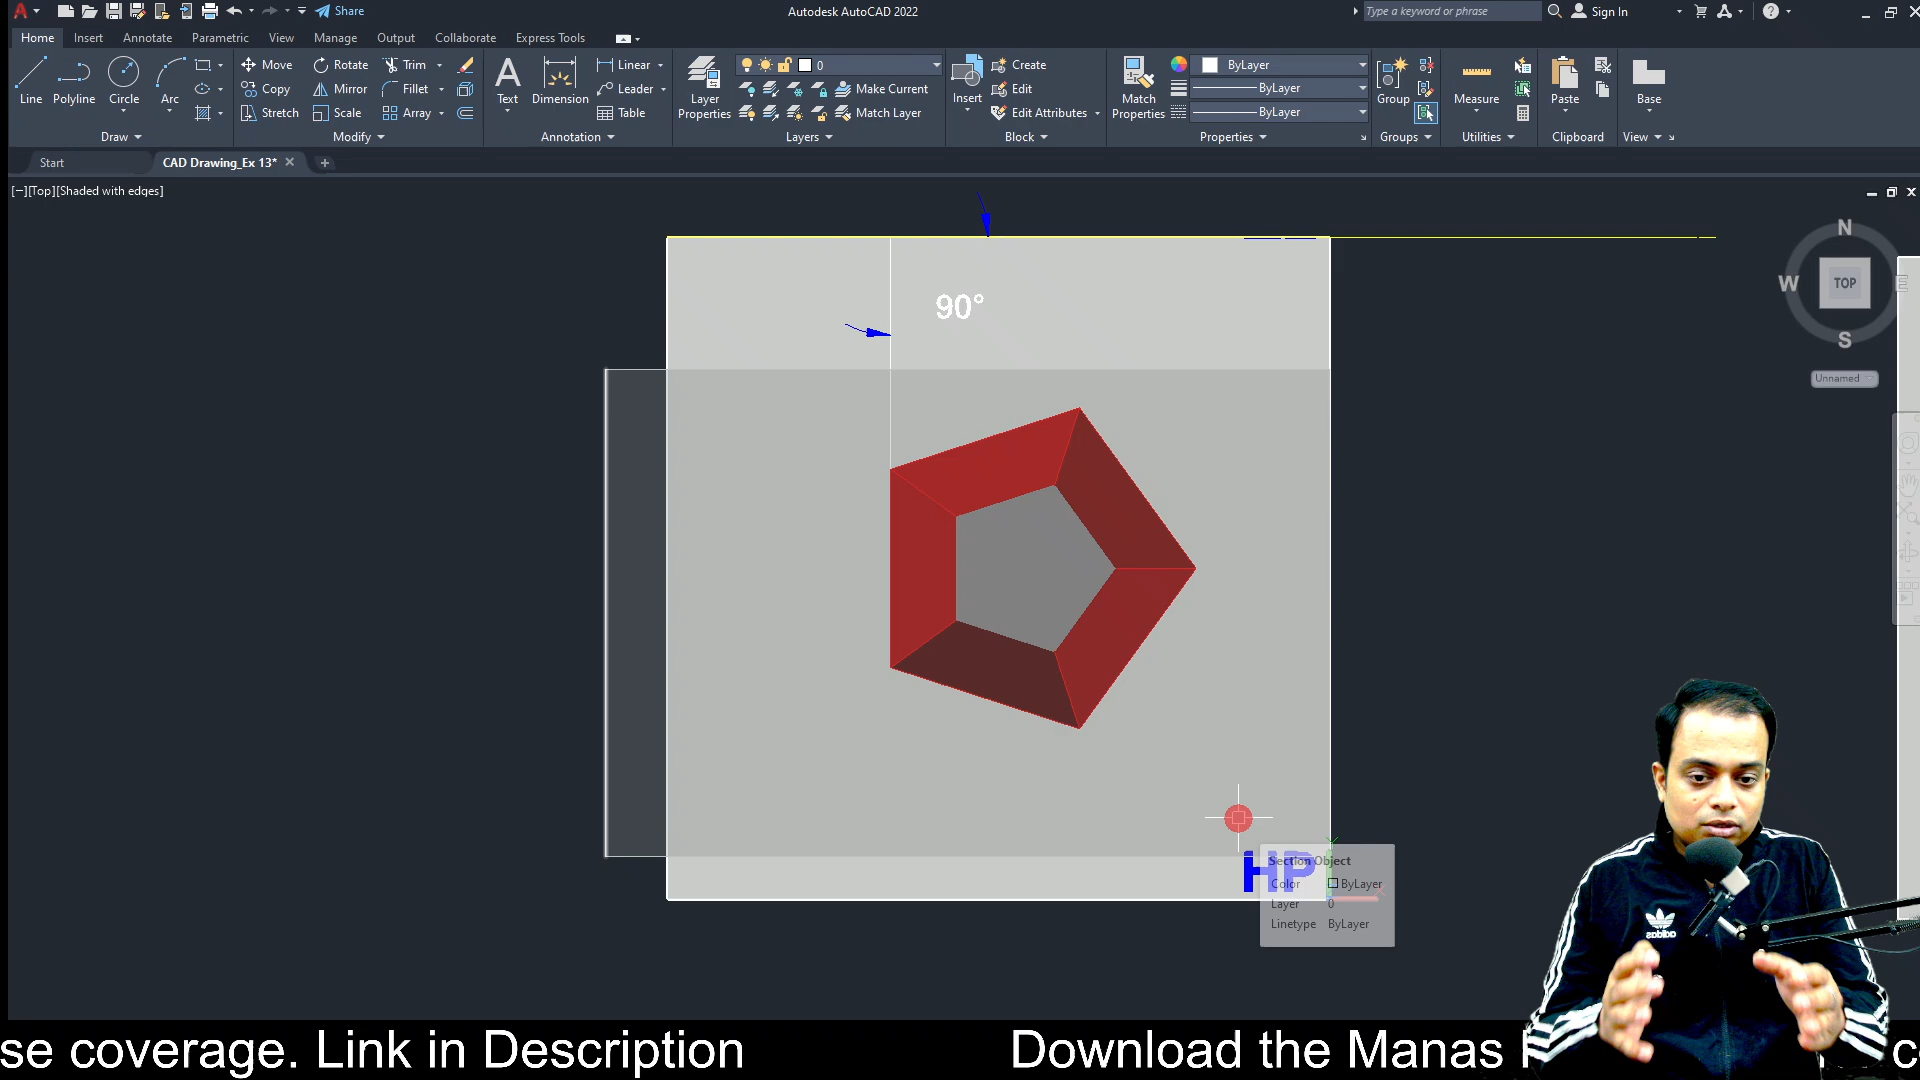 Share
Autodesk AutoCAD 2022
Type a keyword or phrase
Sign In
Home Insert Annotate Parametric View Manage Output Collaborate Express Tools
Line Polyline Circle Arc
Move Rotate Trim
Copy Mirror Fillet
Stretch Scale Array
Text Dimension
Linear
Leader
Table
Layer Properties
0
Make Current
Match Layer
Insert
Create
Edit
Edit Attributes
Match Properties
ByLayer
ByLayer
ByLayer
Group Measure Paste Base
Draw Modify Annotation Layers Block Properties Groups Utilities Clipboard View
Start CAD Drawing_Ex 13*
[−][Top][Shaded with edges]
N
W TOP E
S
Unnamed
90°
HP
Section Object
Color ByLayer
Layer 0
Linetype ByLayer
adidas
se coverage. Link in Description Download the Manas